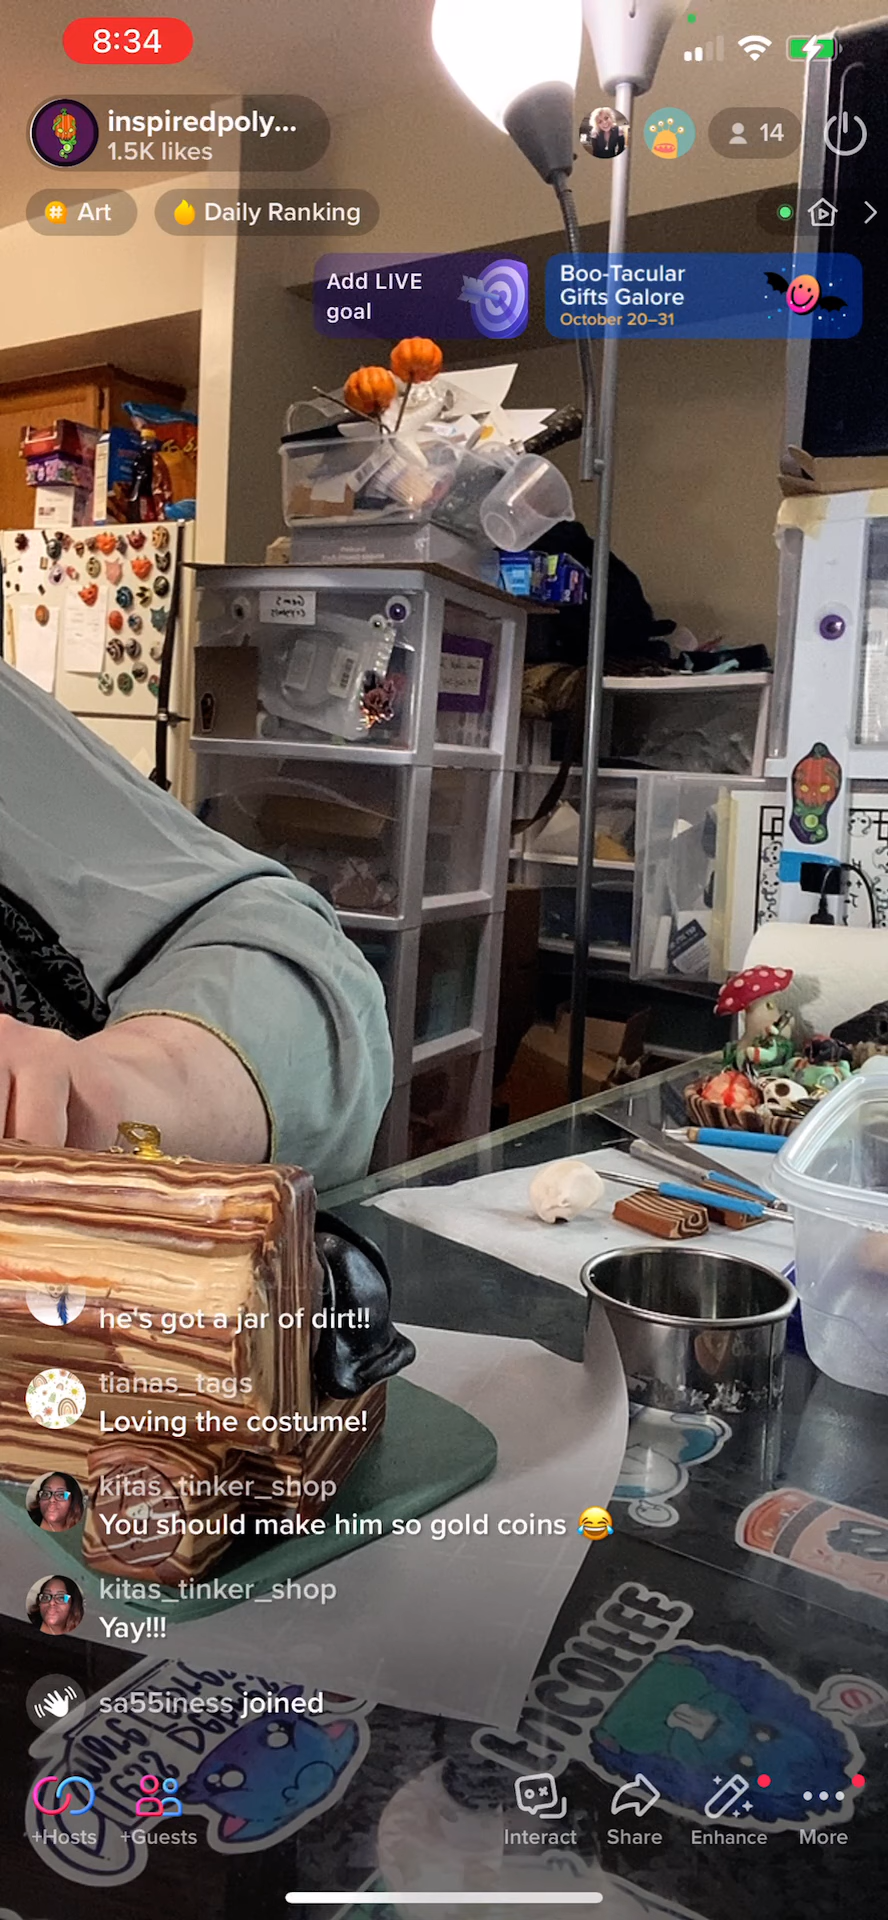 8:34
inspiredpoly...
1.5K likes
14
Art
Daily Ranking
Add LIVE
goal
Boo-Tacular
Gifts Galore
October 20–31
he's got a jar of dirt!!
tianas_tags
Loving the costume!
kitas_tinker_shop
You should make him so gold coins 😂
kitas_tinker_shop
Yay!!!
sa55iness joined
+Hosts
+Guests
Interact
Share
Enhance
More